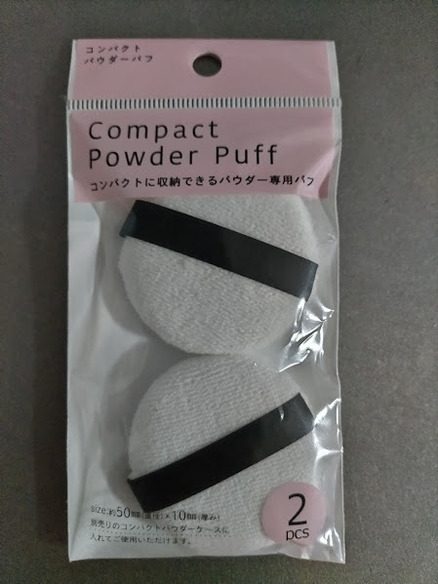 コンパクト
パウダーパフ
Compact
Powder Puff
コンパクトに収納できるパウダー専用パフ
size:約50mm(直径)×10mm(厚み)
別売りのコンパクトパウダーケースに
入れてご使用いただけます。
2
pcs